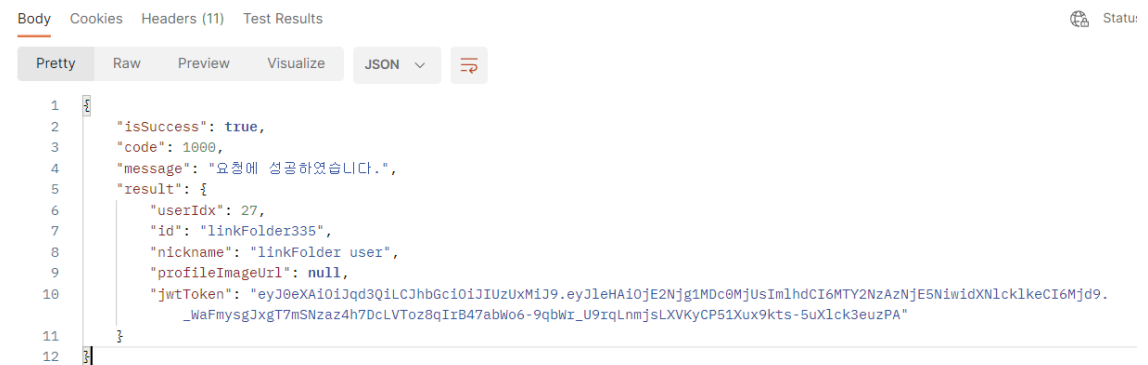 Body Cookies Headers (11) Test Results Status
Pretty Raw Preview Visualize JSON
1 {
2 "isSuccess": true,
3 "code": 1000,
4 "message": "요청에 성공하였습니다.",
5 "result": {
6 "userIdx": 27,
7 "id": "linkFolder335",
8 "nickname": "linkFolder user",
9 "profileImageUrl": null,
10 "jwtToken": "eyJ0eXAiOiJqd3QiLCJhbGciOiJIUzUxMiJ9.eyJleHAiOjE2Njg1MDc0MjUsImlhdCI6MTY2NzAzNjE5NiwidXNlcklkeCI6Mjd9.
_WaFmysgJxgT7mSNzaz4h7DcLVToz8qIrB47abWo6-9qbWr_U9rqLnmjsLXVKyCP51Xux9kts-5uXlck3euzPA"
11 }
12 }